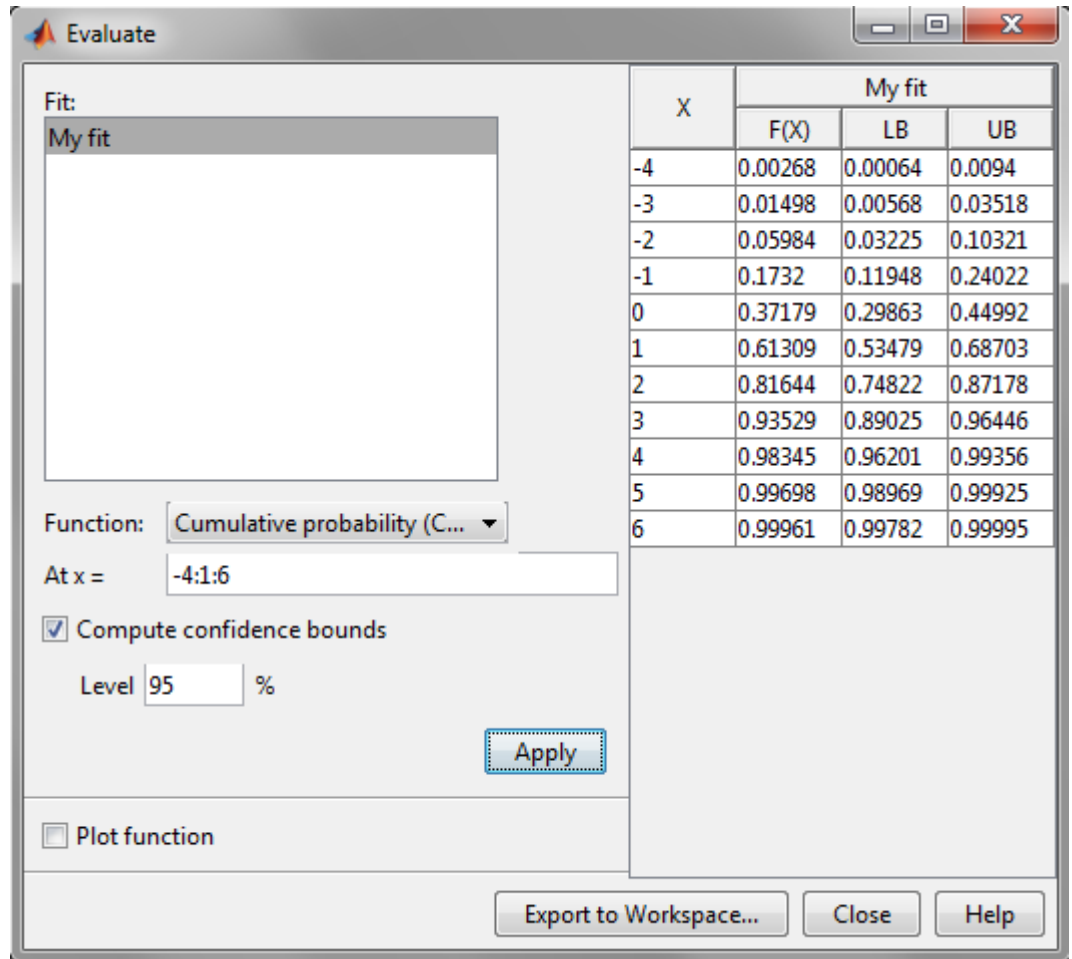 Evaluate
Fit:
My fit
Function: Cumulative probability (C...
At x = -4:1:6
Compute confidence bounds
Level 95 %
Apply
Plot function
X My fit
F(X) LB UB
-4 0.00268 0.00064 0.0094
-3 0.01498 0.00568 0.03518
-2 0.05984 0.03225 0.10321
-1 0.1732 0.11948 0.24022
0 0.37179 0.29863 0.44992
1 0.61309 0.53479 0.68703
2 0.81644 0.74822 0.87178
3 0.93529 0.89025 0.96446
4 0.98345 0.96201 0.99356
5 0.99698 0.98969 0.99925
6 0.99961 0.99782 0.99995
Export to Workspace... Close Help